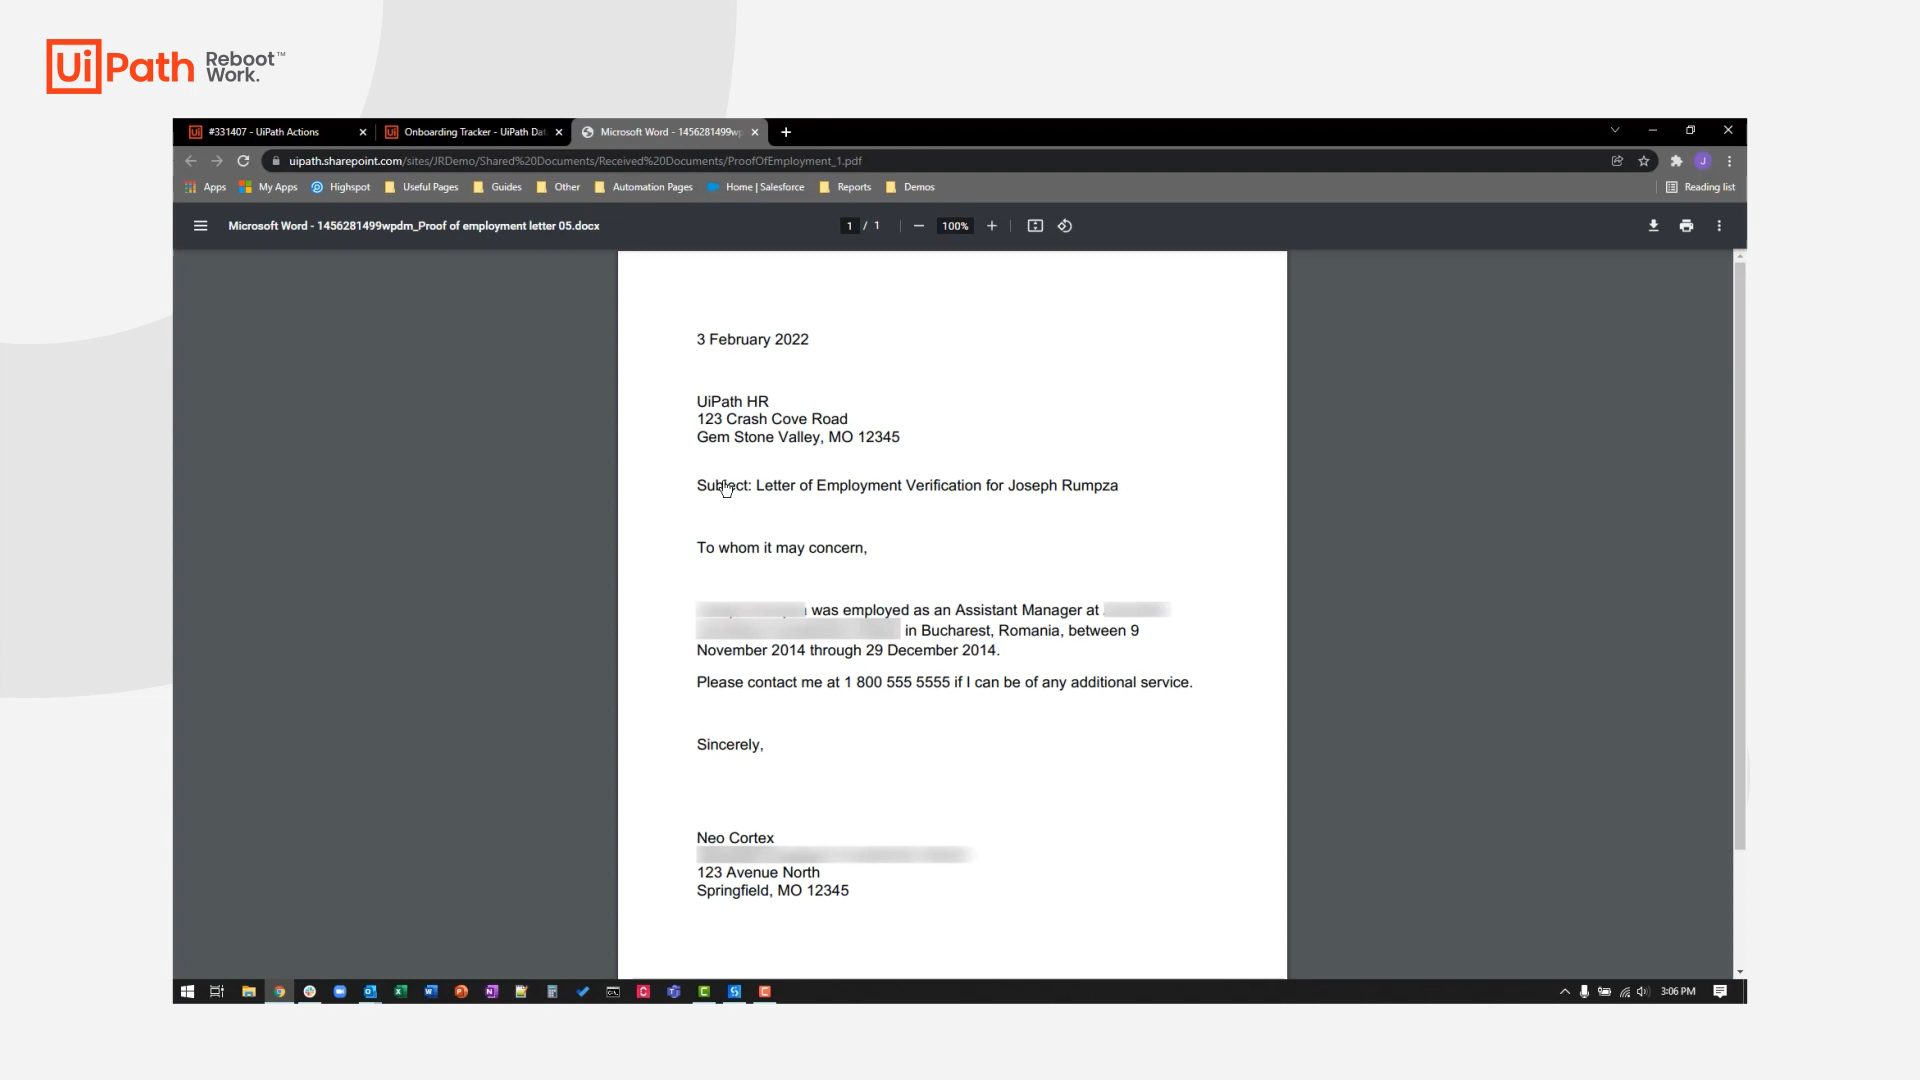 UiPath Reboot Work.™
#331407 - UiPath Actions
Onboarding Tracker - UiPath Dat
Microsoft Word - 1456281499wp
uipath.sharepoint.com/sites/JRDemo/Shared%20Documents/Received%20Documents/ProofOfEmployment_1.pdf
J
Apps My Apps Highspot Useful Pages Guides Other Automation Pages Home | Salesforce Reports Demos Reading list
Microsoft Word - 1456281499wpdm_Proof of employment letter 05.docx
1 / 1
100%
3 February 2022
UiPath HR
123 Crash Cove Road
Gem Stone Valley, MO 12345
Subject: Letter of Employment Verification for Joseph Rumpza
To whom it may concern,
was employed as an Assistant Manager at
in Bucharest, Romania, between 9
November 2014 through 29 December 2014.
Please contact me at 1 800 555 5555 if I can be of any additional service.
Sincerely,
Neo Cortex
123 Avenue North
Springfield, MO 12345
3:06 PM